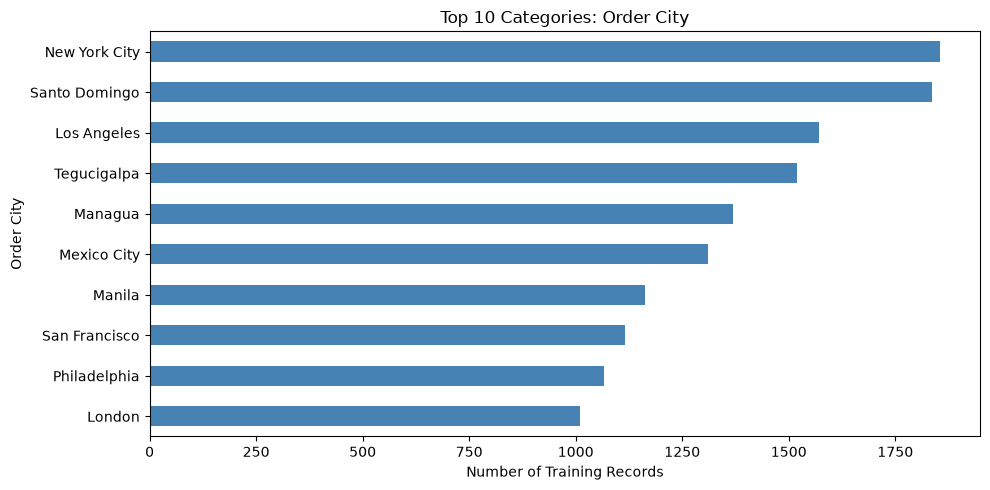 Top 10 Categories: Order City
Order City
New York City
Santo Domingo
Los Angeles
Tegucigalpa
Managua
Mexico City
Manila
San Francisco
Philadelphia
London
0 250 500 750 1000 1250 1500 1750
Number of Training Records